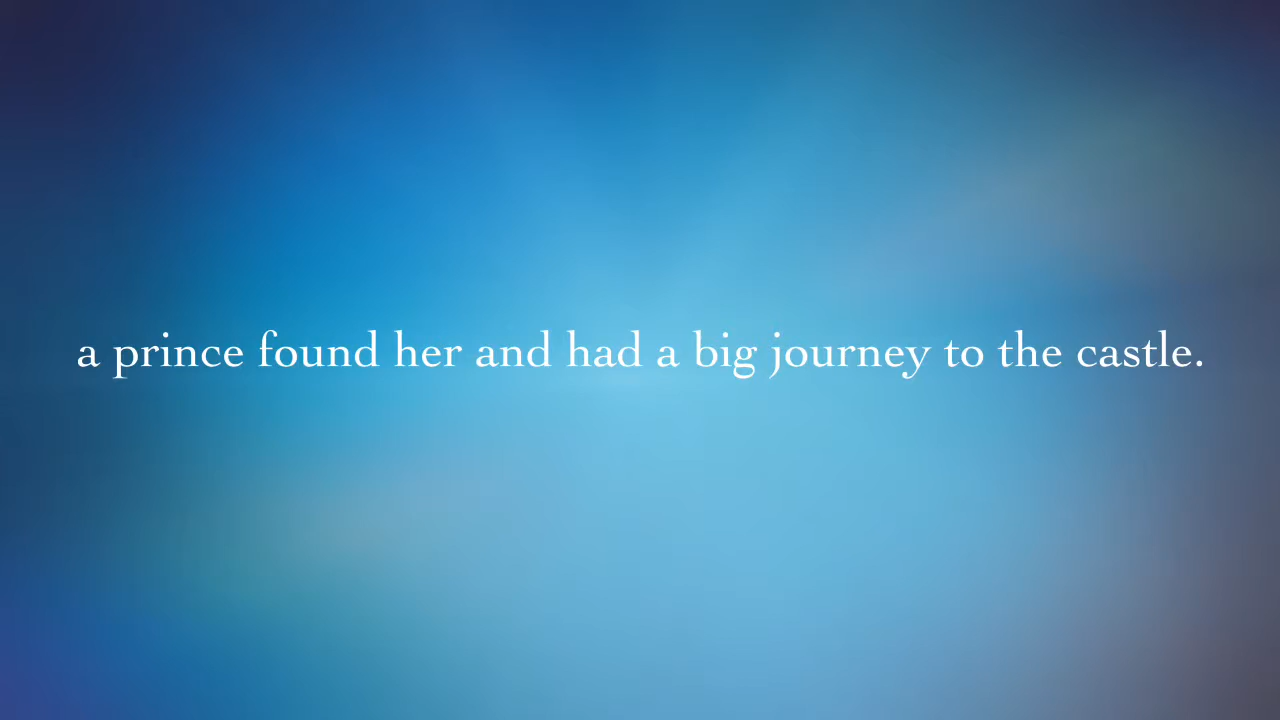 a prince found her and had a big journey to the castle.